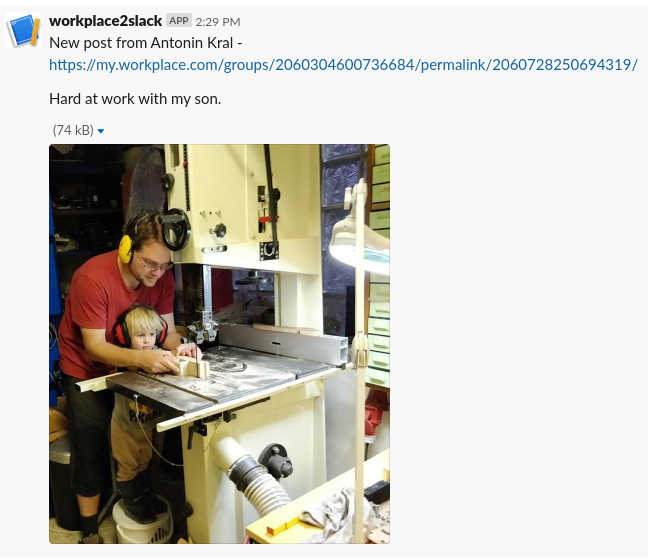 workplace2slack APP 2:29 PM
New post from Antonin Kral -
https://my.workplace.com/groups/2060304600736684/permalink/2060728250694319/
Hard at work with my son.
(74 kB)